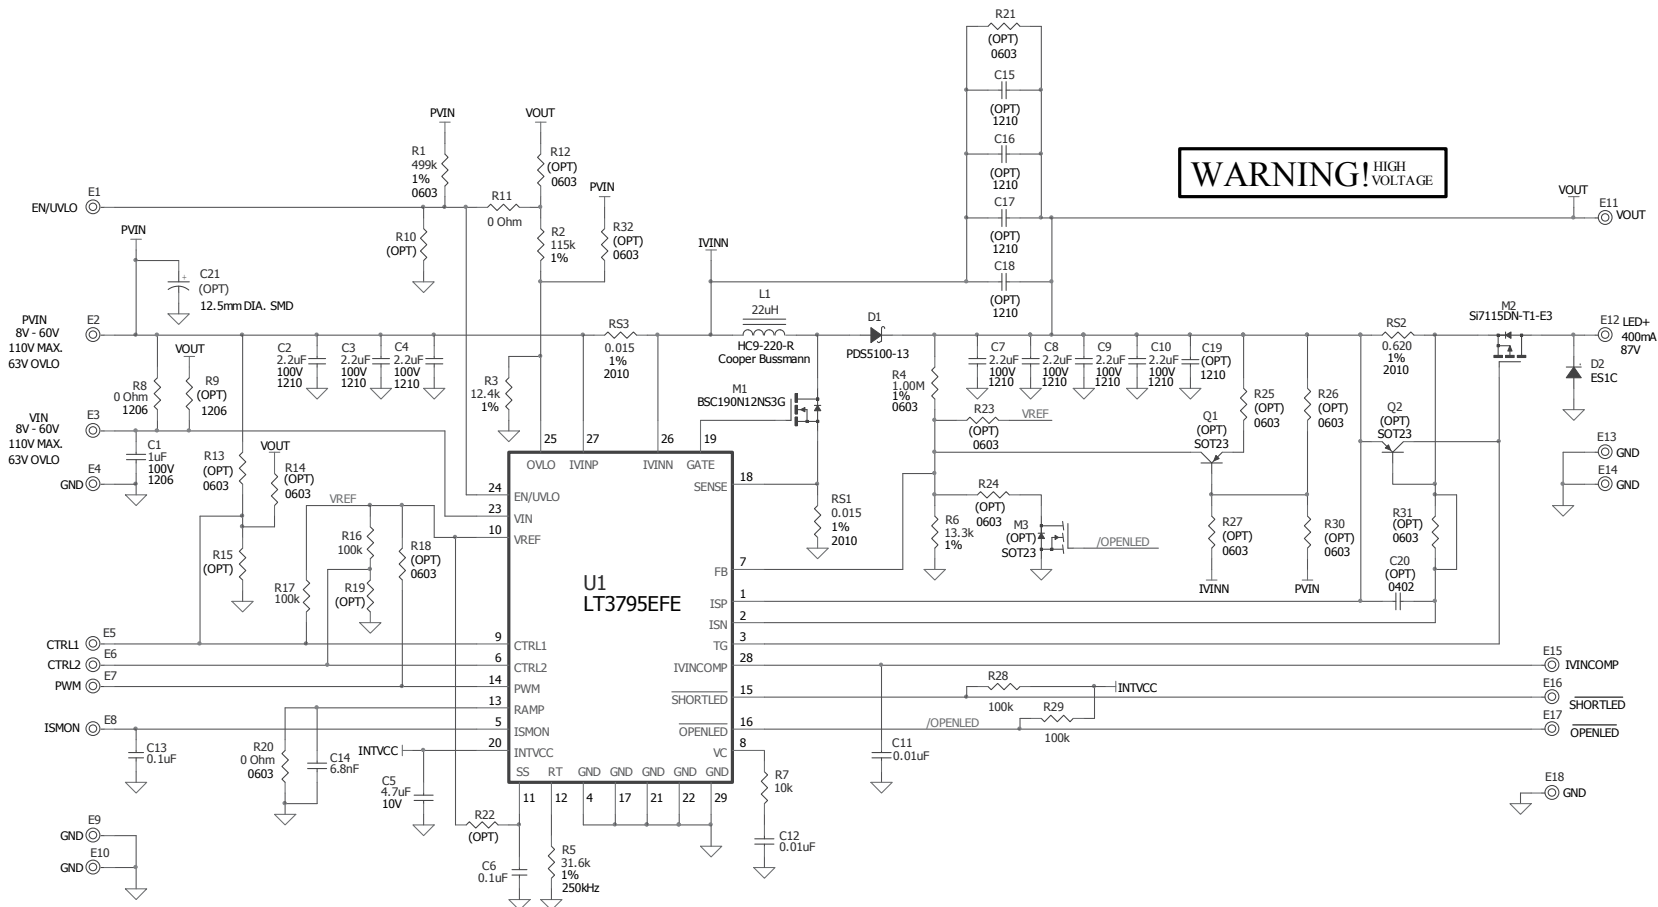 R21
(OPT)
0603
C15
(OPT)
1210
C16
(OPT)
1210
C17
(OPT)
1210
C18
(OPT)
1210
WARNING! HIGH VOLTAGE
PVIN
R1
499k
1%
0603
VOUT
R12
(OPT)
0603
E1
EN/UVLO
R11
0 Ohm
R10
(OPT)
R2
115k
1%
PVIN
R32
(OPT)
0603
VOUT
E11
VOUT
PVIN
C21
(OPT)
12.5mm DIA. SMD
IVINN
L1
22uH
HC9-220-R
Cooper Bussmann
D1
PDS5100-13
PVIN
8V - 60V
110V MAX.
63V OVLO
E2
RS3
0.015
1%
2010
RS2
0.620
1%
2010
M2
Si7115DN-T1-E3
E12
LED+
400mA
87V
D2
ES1C
R8
0 Ohm
1206
VOUT
R9
(OPT)
1206
C2
2.2uF
100V
1210
C3
2.2uF
100V
1210
C4
2.2uF
100V
1210
R3
12.4k
1%
M1
BSC190N12NS3G
R4
1.00M
1%
0603
C7
2.2uF
100V
1210
C8
2.2uF
100V
1210
C9
2.2uF
100V
1210
C10
2.2uF
100V
1210
C19
(OPT)
1210
R25
(OPT)
0603
R26
(OPT)
0603
VIN
8V - 60V
110V MAX.
63V OVLO
E3
C1
1uF
100V
1206
GND
E4
R13
(OPT)
0603
VOUT
R14
(OPT)
0603
R15
(OPT)
R23
(OPT)
0603
VREF
Q1
(OPT)
SOT23
Q2
(OPT)
SOT23
E13
GND
E14
GND
VREF
R16
100k
R17
100k
R18
(OPT)
0603
R19
(OPT)
RS1
0.015
1%
2010
R6
13.3k
1%
R24
(OPT)
0603
M3
(OPT)
SOT23
/OPENLED
R27
(OPT)
0603
IVINN
R30
(OPT)
0603
PVIN
R31
(OPT)
0603
C20
(OPT)
0402
U1
LT3795EFE
25
OVLO
27
IVINP
26
IVINN
19
GATE
24
EN/UVLO
23
VIN
10
VREF
9
CTRL1
6
CTRL2
14
PWM
13
RAMP
5
ISMON
20
INTVCC
SS
RT
GND
GND
GND
GND
GND
11
12
4
17
21
22
29
SENSE
18
FB
7
ISP
1
ISN
2
TG
3
IVINCOMP
28
SHORTLED
15
OPENLED
16
VC
8
CTRL1
E5
CTRL2
E6
PWM
E7
ISMON
E8
C13
0.1uF
R20
0 Ohm
0603
C14
6.8nF
INTVCC
C5
4.7uF
10V
R22
(OPT)
C6
0.1uF
R5
31.6k
1%
250kHz
GND
E9
GND
E10
R7
10k
C12
0.01uF
C11
0.01uF
/OPENLED
R28
100k
R29
100k
INTVCC
E15
IVINCOMP
E16
SHORTLED
E17
OPENLED
E18
GND